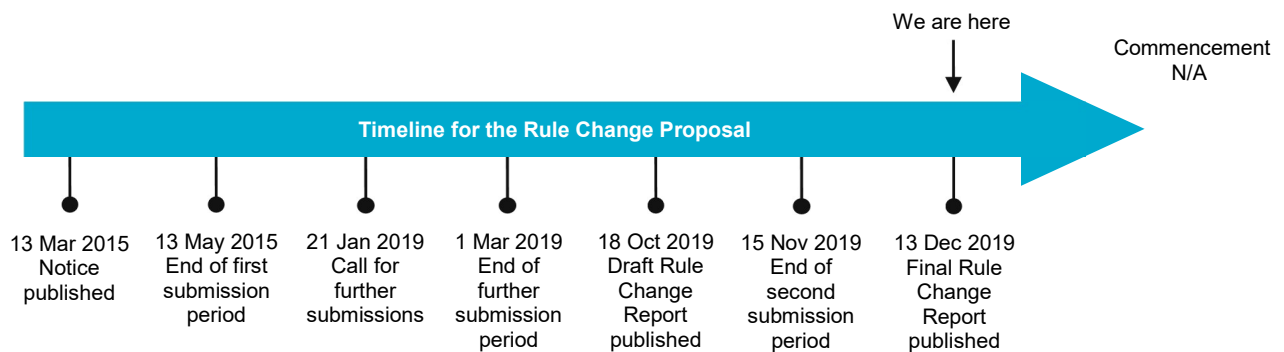 We are here
Commencement
N/A
Timeline for the Rule Change Proposal
13 Mar 2015
Notice
published
13 May 2015
End of first
submission
period
21 Jan 2019
Call for
further
submissions
1 Mar 2019
End of
further
submission
period
18 Oct 2019
Draft Rule
Change
Report
published
15 Nov 2019
End of
second
submission
period
13 Dec 2019
Final Rule
Change
Report
published